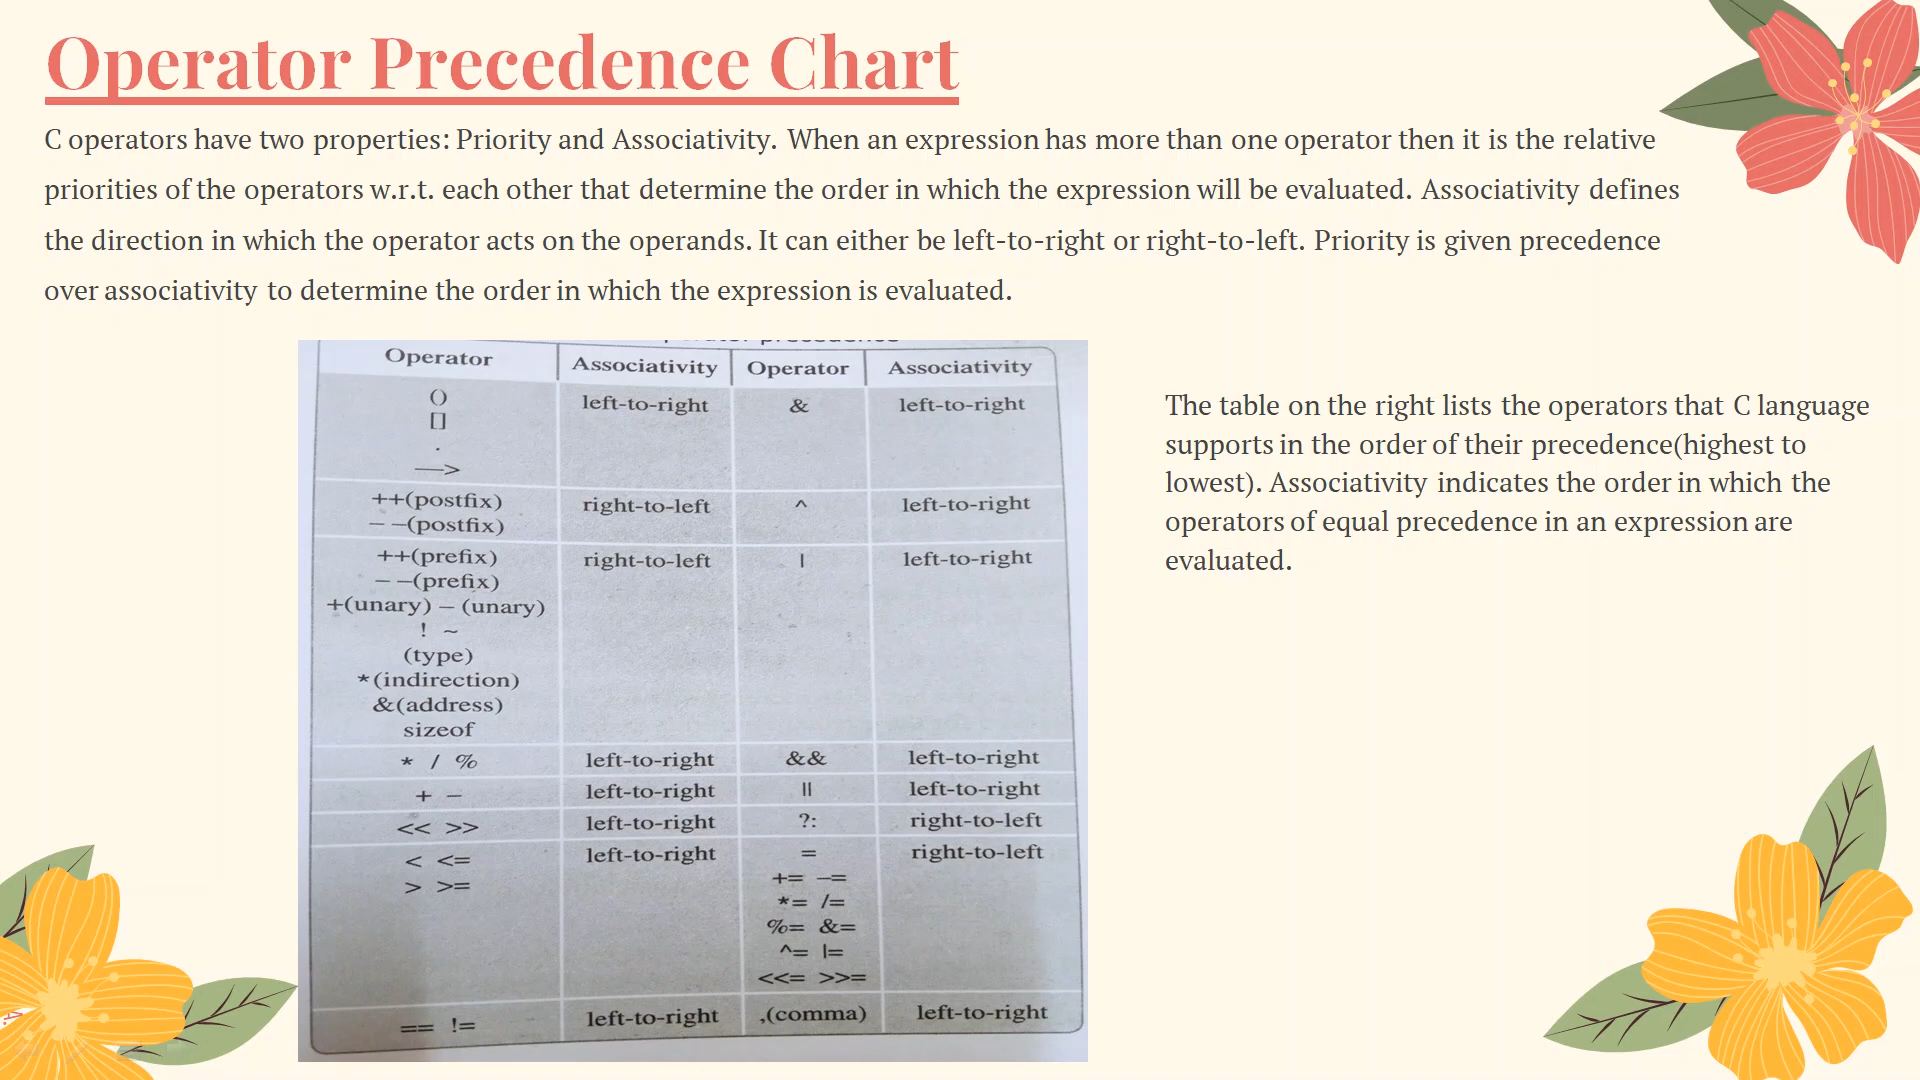 Operator Precedence Chart
C operators have two properties: Priority and Associativity. When an expression has more than one operator then it is the relative
priorities of the operators w.r.t. each other that determine the order in which the expression will be evaluated. Associativity defines
the direction in which the operator acts on the operands. It can either be left-to-right or right-to-left. Priority is given precedence
over associativity to determine the order in which the expression is evaluated.
Operator Associativity Operator Associativity
() left-to-right & left-to-right
[]
.
—>
++(postfix) right-to-left ^ left-to-right
– –(postfix)
++(prefix) right-to-left | left-to-right
– –(prefix)
+(unary) – (unary)
! ~
(type)
*(indirection)
&(address)
sizeof
* / % left-to-right && left-to-right
+ – left-to-right || left-to-right
<< >> left-to-right ?: right-to-left
< <= left-to-right = right-to-left
> >= += –=
*= /=
%= &=
^= |=
<<= >>=
== != left-to-right ,(comma) left-to-right
The table on the right lists the operators that C language
supports in the order of their precedence(highest to
lowest). Associativity indicates the order in which the
operators of equal precedence in an expression are
evaluated.